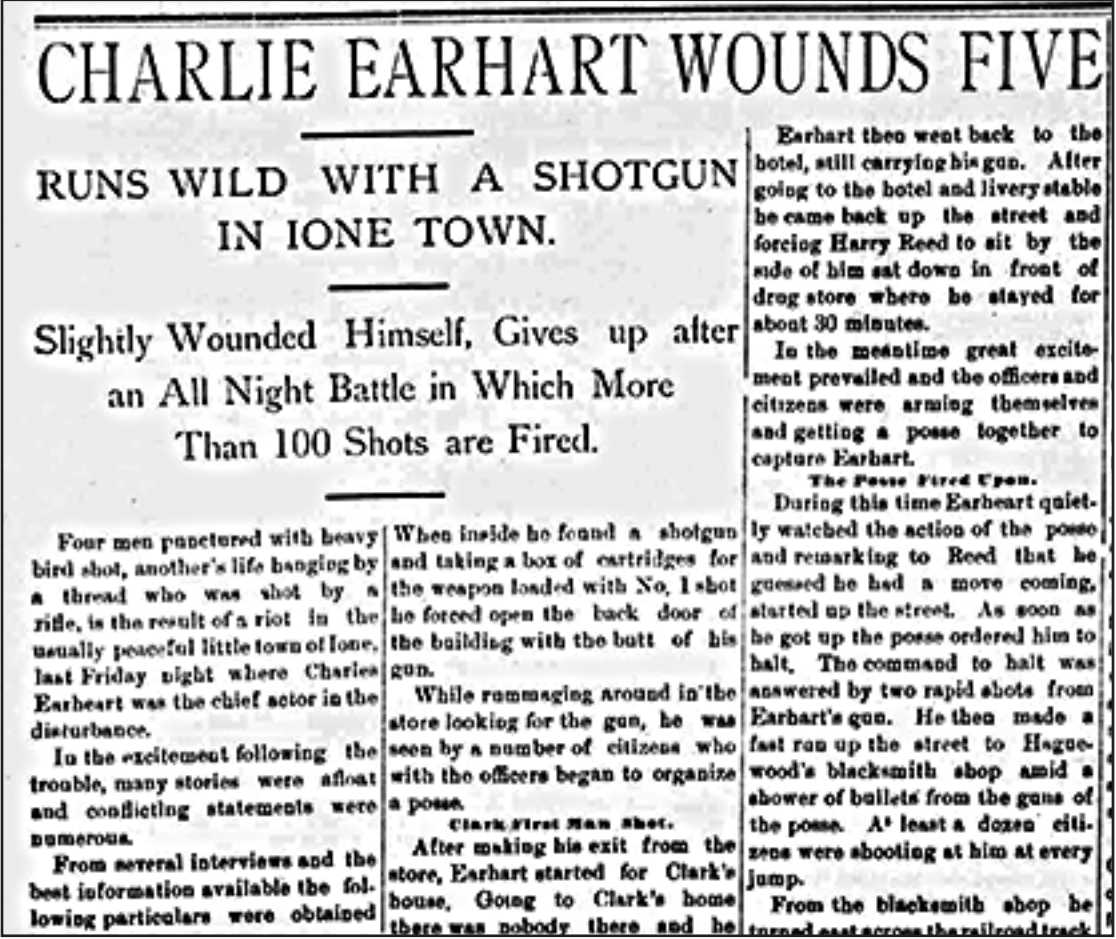 CHARLIE EARHART WOUNDS FIVE
RUNS WILD WITH A SHOTGUN
IN IONE TOWN.
Slightly Wounded Himself, Gives up after
an All Night Battle in Which More
Than 100 Shots are Fired.
Four men punctured with heavy
bird shot, another's life hanging by
a thread who was shot by a
rifle, is the result of a riot in the
usually peaceful little town of Ione,
last Friday night where Charles
Earheart was the chief actor in the
disturbance.
In the excitement following the
trouble, many stories were afloat
and conflicting statements were
numerous.
From several interviews and the
best information available the fol-
lowing particulars were obtained
When inside he found a shotgun
and taking a box of cartridges for
the weapon loaded with No. 1 shot
he forced open the back door of
the building with the butt of his
gun.
While rummaging around in the
store looking for the gun, he was
seen by a number of citizens who
with the officers began to organize
a posse.
Clark First Man Shot.
After making his exit from the
store, Earhart started for Clark's
house. Going to Clark's home
there was nobody there and he
Earhart then went back to the
hotel, still carrying his gun. After
going to the hotel and livery stable
he came back up the street and
forcing Harry Reed to sit by the
side of him sat down in front of
drug store where he stayed for
about 30 minutes.
In the meantime great excite-
ment prevailed and the officers and
citizens were arming themselves
and getting a posse together to
capture Earhart.
The Posse Fired Upon.
During this time Earheart quiet-
ly watched the action of the posse
and remarking to Reed that he
guessed he had a move coming,
started up the street. As soon as
he got up the posse ordered him to
halt. The command to halt was
answered by two rapid shots from
Earhart's gun. He then made a
fast run up the street to Hague-
wood's blacksmith shop amid a
shower of bullets from the guns of
the posse. At least a dozen citi-
zens were shooting at him at every
jump.
From the blacksmith shop he
turned east across the railroad track